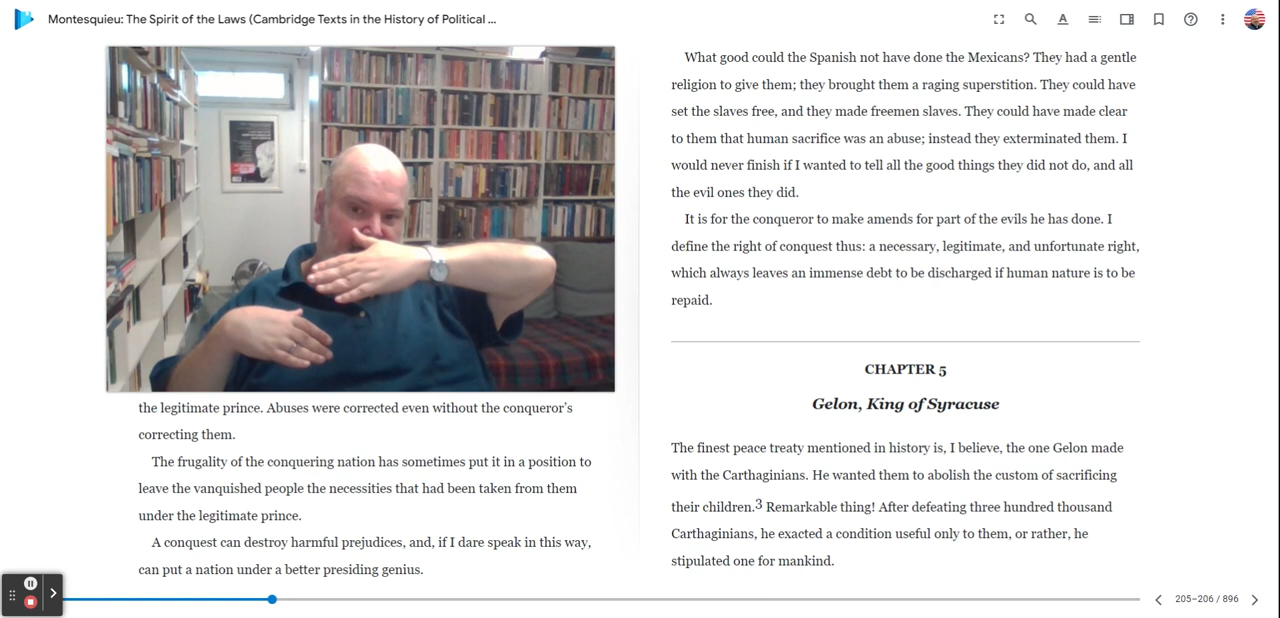 Montesquieu: The Spirit of the Laws (Cambridge Texts in the History of Political ...
the legitimate prince. Abuses were corrected even without the conqueror's
correcting them.
The frugality of the conquering nation has sometimes put it in a position to
leave the vanquished people the necessities that had been taken from them
under the legitimate prince.
A conquest can destroy harmful prejudices, and, if I dare speak in this way,
can put a nation under a better presiding genius.
What good could the Spanish not have done the Mexicans? They had a gentle
religion to give them; they brought them a raging superstition. They could have
set the slaves free, and they made freemen slaves. They could have made clear
to them that human sacrifice was an abuse; instead they exterminated them. I
would never finish if I wanted to tell all the good things they did not do, and all
the evil ones they did.
It is for the conqueror to make amends for part of the evils he has done. I
define the right of conquest thus: a necessary, legitimate, and unfortunate right,
which always leaves an immense debt to be discharged if human nature is to be
repaid.
CHAPTER 5
Gelon, King of Syracuse
The finest peace treaty mentioned in history is, I believe, the one Gelon made
with the Carthaginians. He wanted them to abolish the custom of sacrificing
their children.3 Remarkable thing! After defeating three hundred thousand
Carthaginians, he exacted a condition useful only to them, or rather, he
stipulated one for mankind.
205–206 / 896